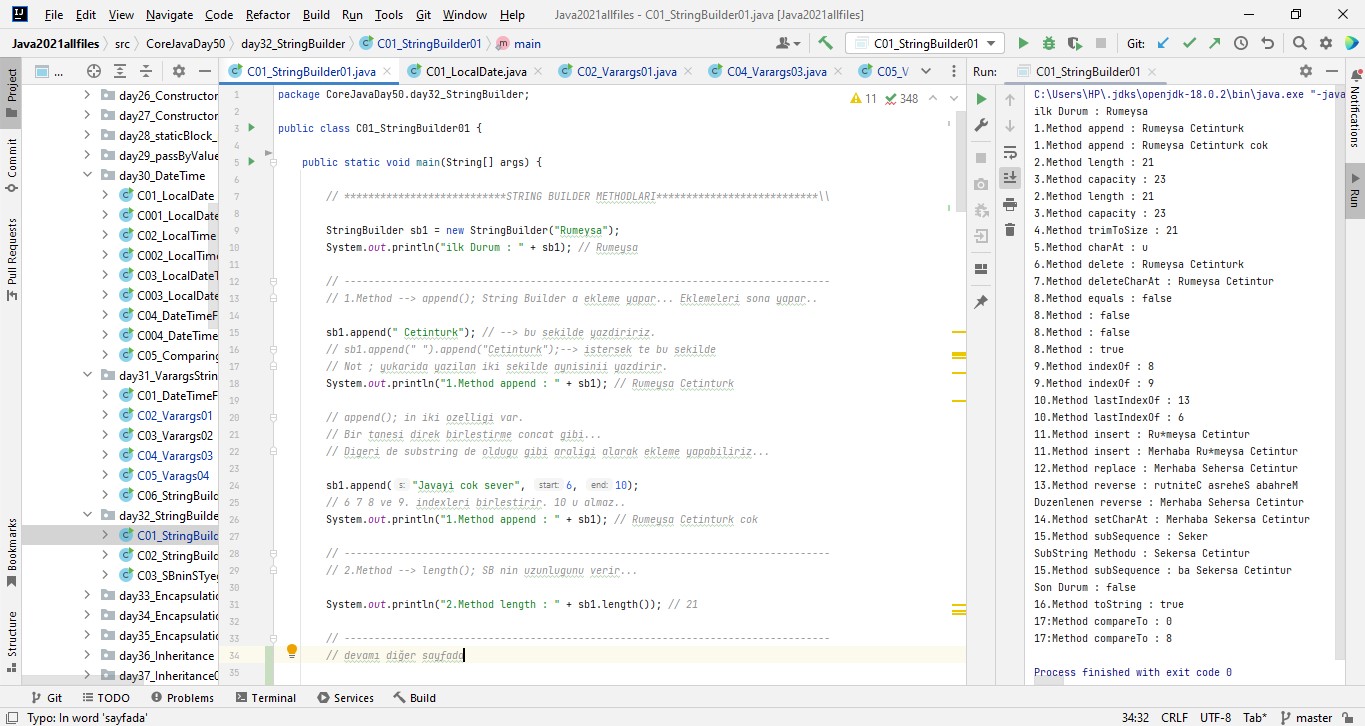 File Edit View Navigate Code Refactor Build Run Tools Git Window Help Java2021allfiles - C01_StringBuilder01.java [Java2021allfiles]
Java2021allfiles src CoreJavaDay50 day32_StringBuilder C01_StringBuilder01 main C01_StringBuilder01 Git:
... C01_StringBuilder01.java C01_LocalDate.java C02_Varargs01.java C04_Varargs03.java C05_V Run: C01_StringBuilder01
Project
Commit
Pull Requests
Bookmarks
Structure
day26_Constructor
day27_Constructor
day28_staticBlock_
day29_passByValue
day30_DateTime
C01_LocalDate
C001_LocalDate
C02_LocalTime
C002_LocalTime
C03_LocalDateT
C003_LocalDate
C04_DateTimeF
C004_DateTime
C05_Comparing
day31_VarargsStrin
C01_DateTimeF
C02_Varargs01
C03_Varargs02
C04_Varargs03
C05_Varags04
C06_StringBuild
day32_StringBuilde
C01_StringBuild
C02_StringBuild
C03_SBninSTyeg
day33_Encapsulatic
day34_Encapsulatic
day35_Encapsulatic
day36_Inheritance
day37_Inheritance0
11 348
1 package CoreJavaDay50.day32_StringBuilder;
2
3 public class C01_StringBuilder01 {
4
5 public static void main(String[] args) {
6
7 // ***************************STRING BUILDER METHODLARI***************************\\
8
9 StringBuilder sb1 = new StringBuilder("Rumeysa");
10 System.out.println("ilk Durum : " + sb1); // Rumeysa
11
12 // ---------------------------------------------------------------------------------
13 // 1.Method --> append(); String Builder a ekleme yapar... Eklemeleri sona yapar..
14
15 sb1.append(" Cetinturk"); // --> bu sekilde yazdiririz.
16 // sb1.append(" ").append("Cetinturk");--> istersek te bu sekilde
17 // Not ; yukarida yazilan iki sekilde aynisinii yazdirir.
18 System.out.println("1.Method append : " + sb1); // Rumeysa Cetinturk
19
20 // append(); in iki ozelligi var.
21 // Bir tanesi direk birlestirme concat gibi...
22 // Digeri de substring de oldugu gibi araligi alarak ekleme yapabiliriz...
23
24 sb1.append( s: "Javayi cok sever", start: 6, end: 10);
25 // 6 7 8 ve 9. indexleri birlestirir. 10 u almaz..
26 System.out.println("1.Method append : " + sb1); // Rumeysa Cetinturk cok
27
28 // ---------------------------------------------------------------------------------
29 // 2.Method --> length(); SB nin uzunlugunu verir...
30
31 System.out.println("2.Method length : " + sb1.length()); // 21
32
33 // ---------------------------------------------------------------------------------
34 // devamı diğer sayfada
35
C:\Users\HP\.jdks\openjdk-18.0.2\bin\java.exe "-java
ilk Durum : Rumeysa
1.Method append : Rumeysa Cetinturk
1.Method append : Rumeysa Cetinturk cok
2.Method length : 21
3.Method capacity : 23
2.Method length : 21
3.Method capacity : 23
4.Method trimToSize : 21
5.Method charAt : u
6.Method delete : Rumeysa Cetinturk
7.Method deleteCharAt : Rumeysa Cetintur
8.Method equals : false
8.Method : false
8.Method : false
8.Method : true
9.Method indexOf : 8
9.Method indexOf : 9
10.Method lastIndexOf : 13
10.Method lastIndexOf : 6
11.Method insert : Ru*meysa Cetintur
11.Method insert : Merhaba Ru*meysa Cetintur
12.Method replace : Merhaba Sehersa Cetintur
13.Method reverse : rutniteC asreheS abahreM
Duzenlenen reverse : Merhaba Sehersa Cetintur
14.Method setCharAt : Merhaba Sekersa Cetintur
15.Method subSequence : Seker
SubString Methodu : Sekersa Cetintur
15.Method subSequence : ba Sekersa Cetintur
Son Durum : false
16.Method toString : true
17:Method compareTo : 0
17:Method compareTo : 8
Process finished with exit code 0
Notifications
Run
Git TODO Problems Terminal Services Build
Typo: In word 'sayfada' 34:32 CRLF UTF-8 Tab* master